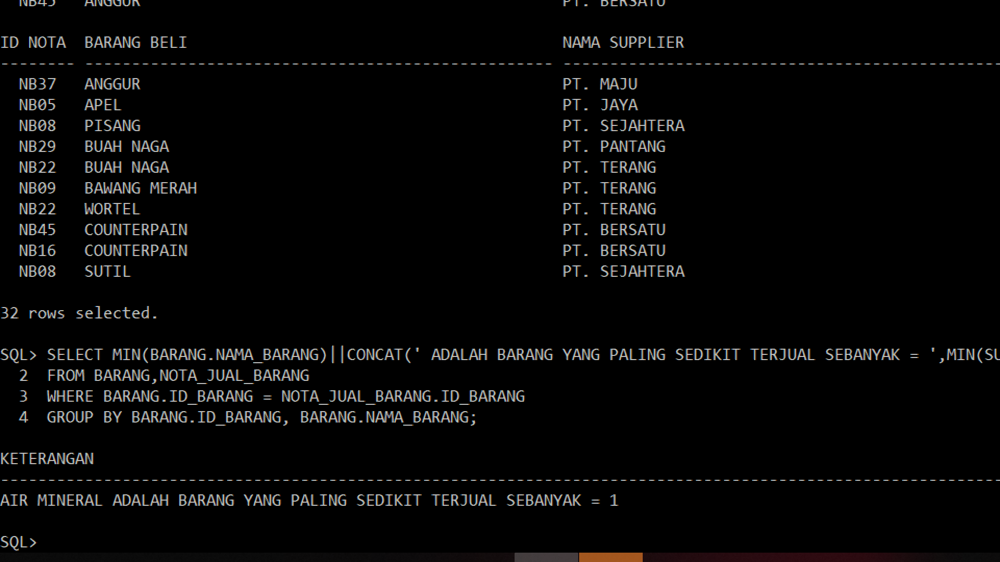 NB45 ANGGUR PT. BERSATU
ID NOTA BARANG BELI NAMA SUPPLIER
-------- -------------------------------------------------- -----------------------------------------------
NB37 ANGGUR PT. MAJU
NB05 APEL PT. JAYA
NB08 PISANG PT. SEJAHTERA
NB29 BUAH NAGA PT. PANTANG
NB22 BUAH NAGA PT. TERANG
NB09 BAWANG MERAH PT. TERANG
NB22 WORTEL PT. TERANG
NB45 COUNTERPAIN PT. BERSATU
NB16 COUNTERPAIN PT. BERSATU
NB08 SUTIL PT. SEJAHTERA
32 rows selected.
SQL> SELECT MIN(BARANG.NAMA_BARANG)||CONCAT(' ADALAH BARANG YANG PALING SEDIKIT TERJUAL SEBANYAK = ',MIN(SU
2 FROM BARANG,NOTA_JUAL_BARANG
3 WHERE BARANG.ID_BARANG = NOTA_JUAL_BARANG.ID_BARANG
4 GROUP BY BARANG.ID_BARANG, BARANG.NAMA_BARANG;
KETERANGAN
-----------------------------------------------------------------------------------------------------------
AIR MINERAL ADALAH BARANG YANG PALING SEDIKIT TERJUAL SEBANYAK = 1
SQL>